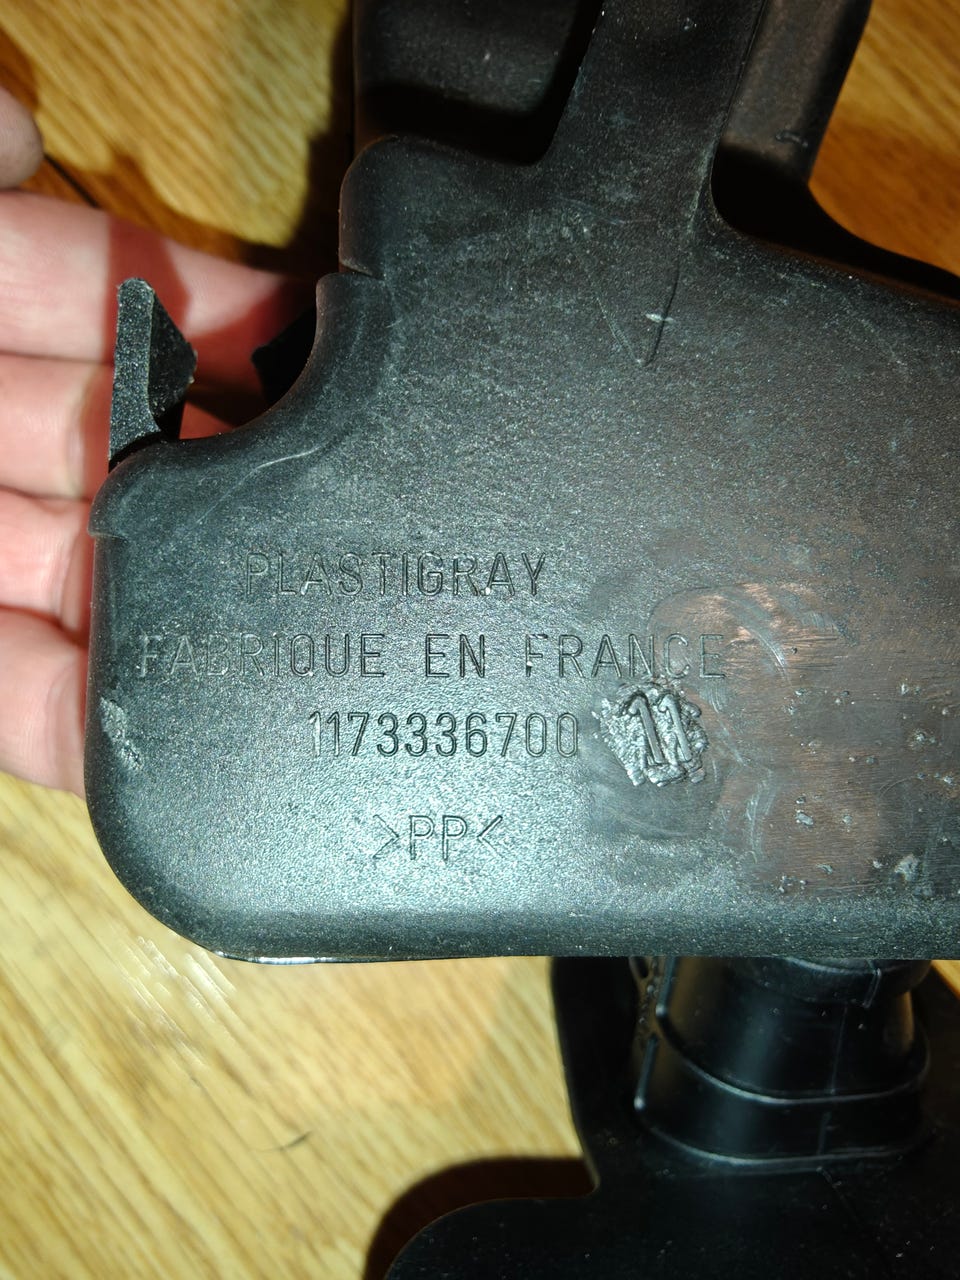 PLASTIGRAY
FABRIQUE EN FRANCE
1173336700 11
>PP<